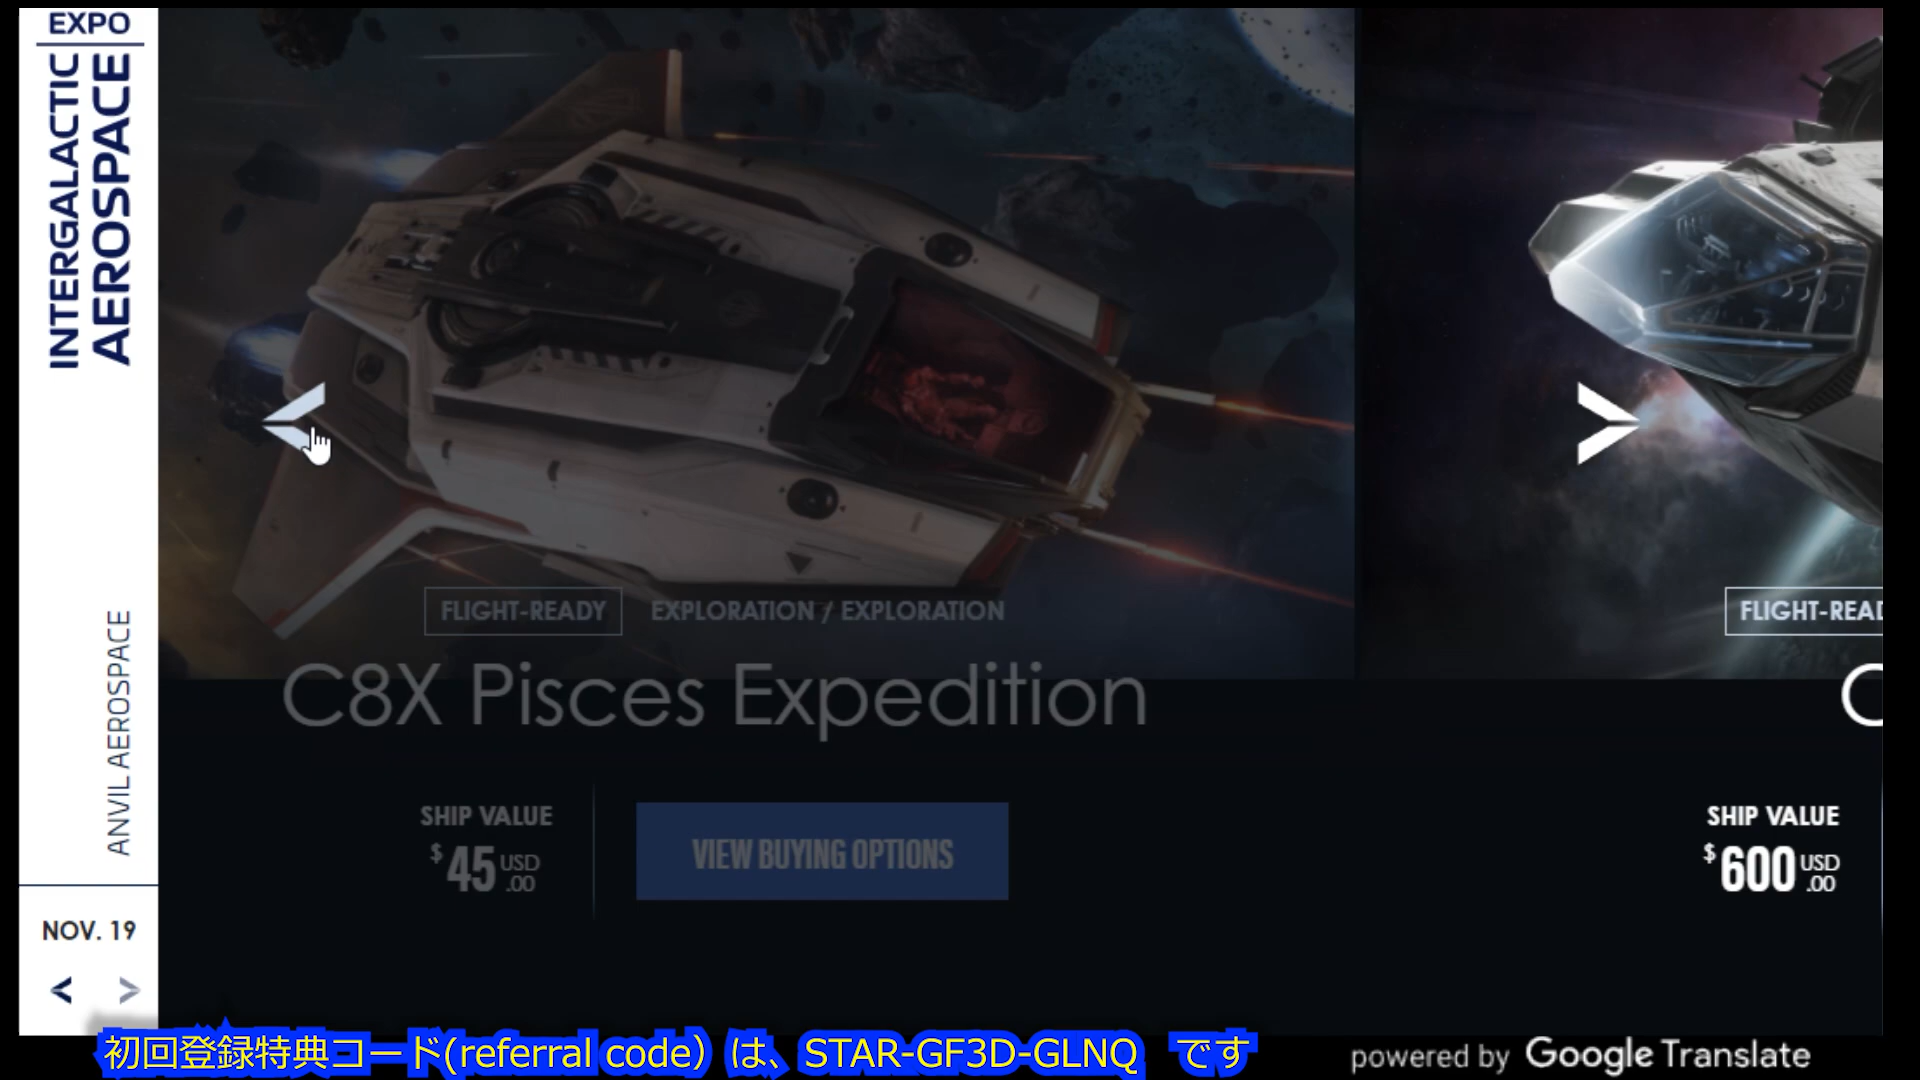 EXPO
INTERGALACTIC
AEROSPACE
ANVIL AEROSPACE
NOV. 19
FLIGHT-READY
EXPLORATION / EXPLORATION
C8X Pisces Expedition
SHIP VALUE
$45 USD .00
VIEW BUYING OPTIONS
FLIGHT-READ
C
SHIP VALUE
$600 USD .00
初回登録特典コード(referral code）は、STAR-GF3D-GLNQ　です
powered by Google Translate